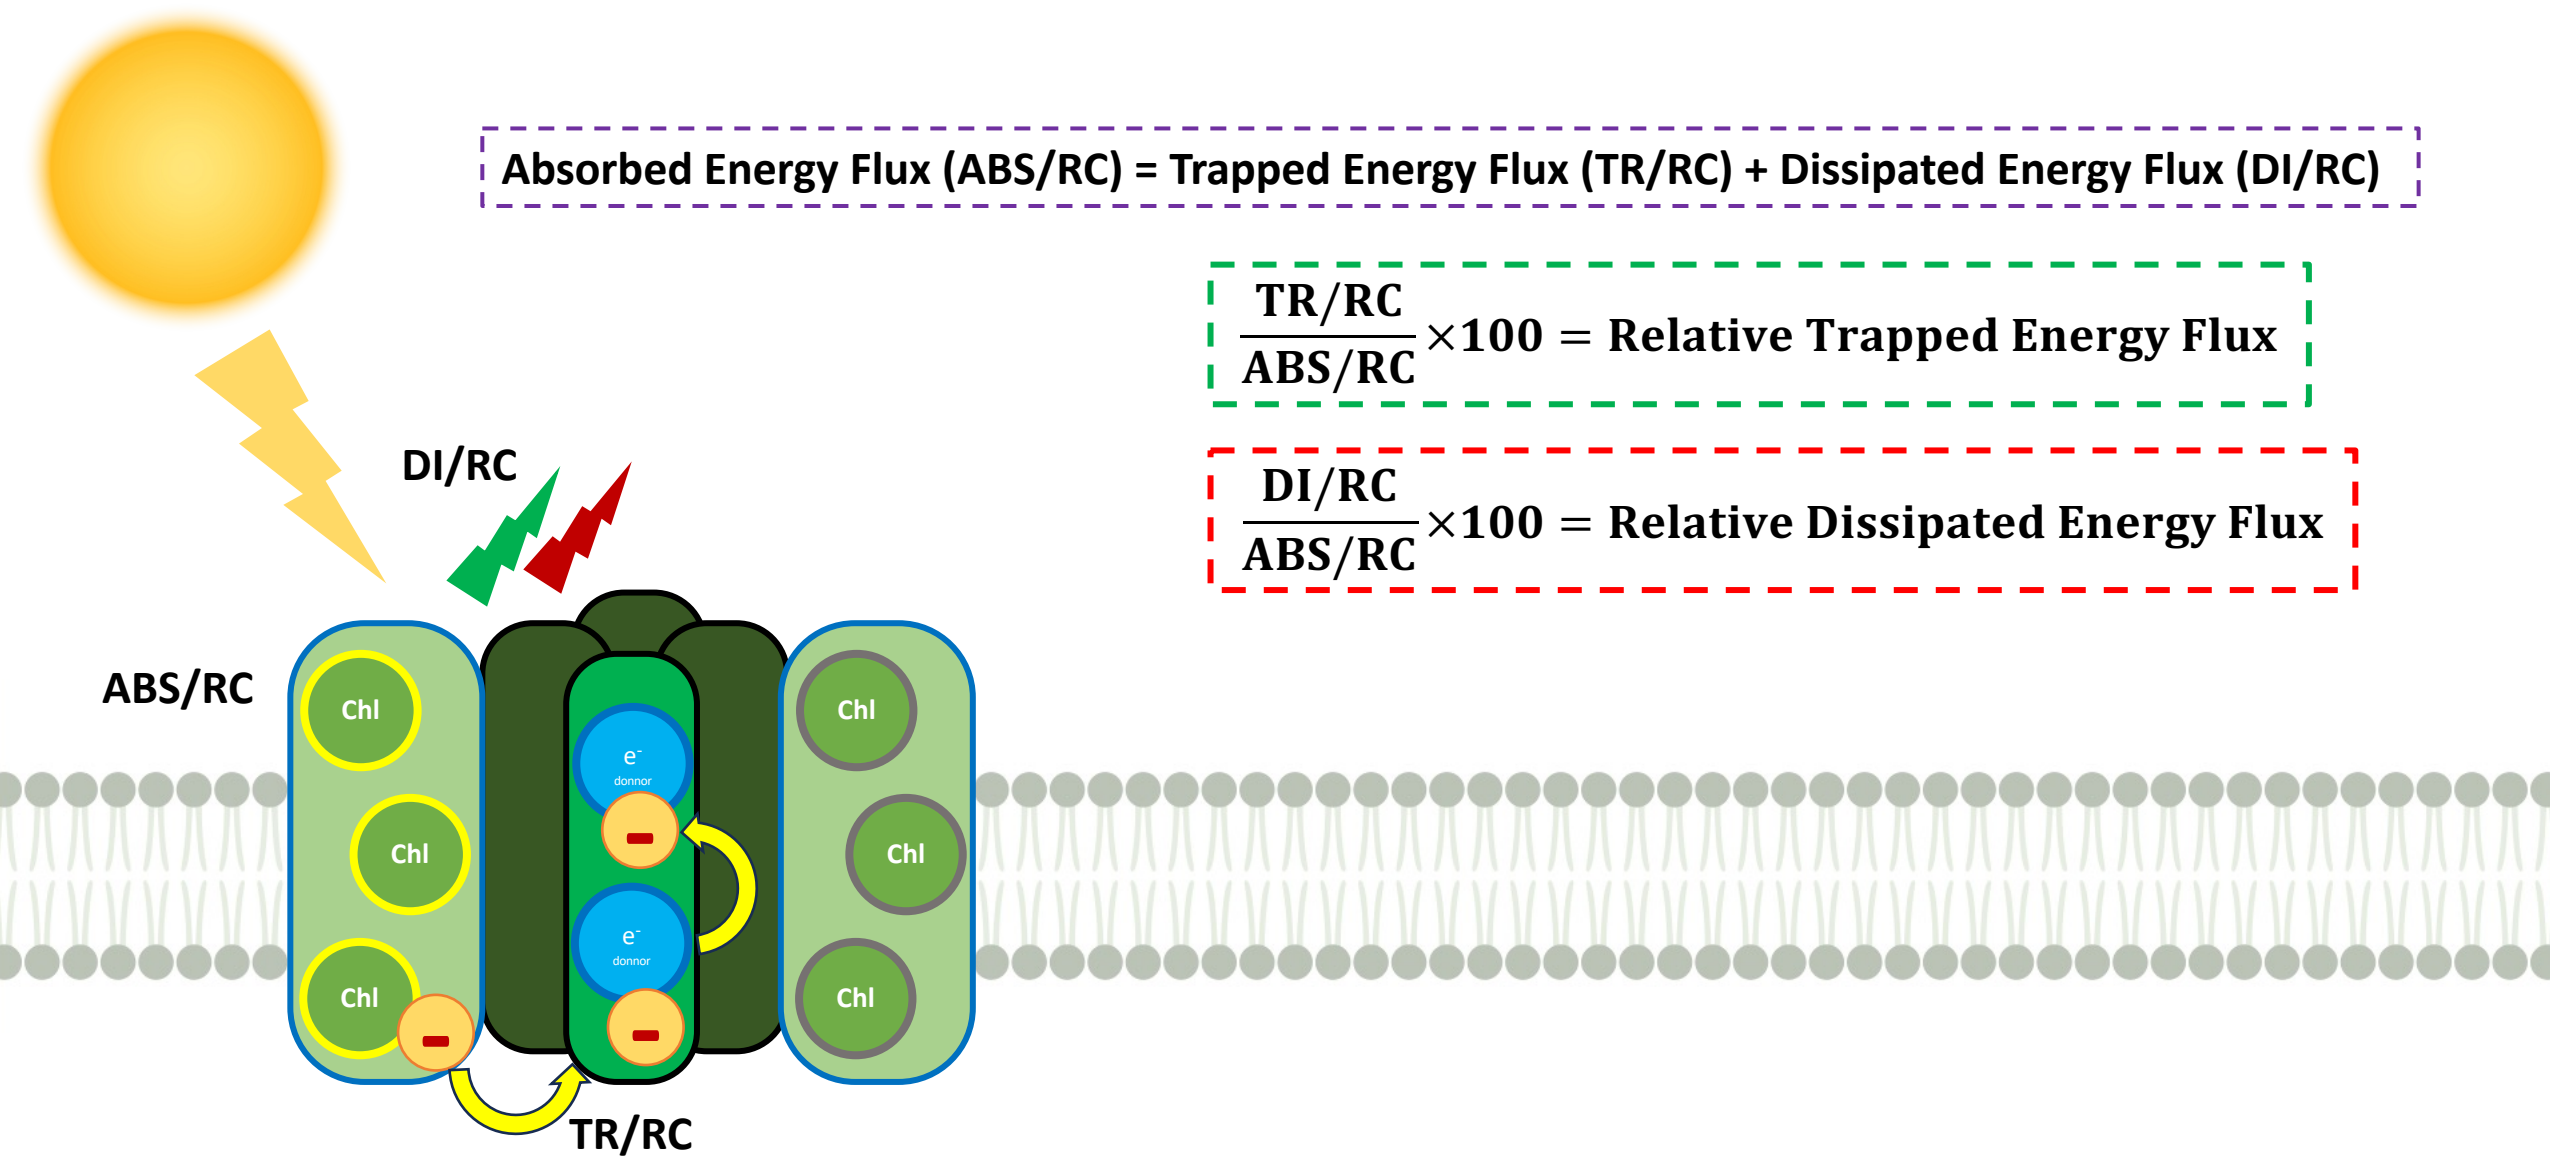 Absorbed Energy Flux (ABS/RC) = Trapped Energy Flux (TR/RC) + Dissipated Energy Flux (DI/RC)
TR/RC
ABS/RC
×100 = Relative Trapped Energy Flux
DI/RC
ABS/RC
×100 = Relative Dissipated Energy Flux
DI/RC
ABS/RC
Chl
Chl
Chl
e-
donnor
-
e-
donnor
-
-
Chl
Chl
Chl
TR/RC